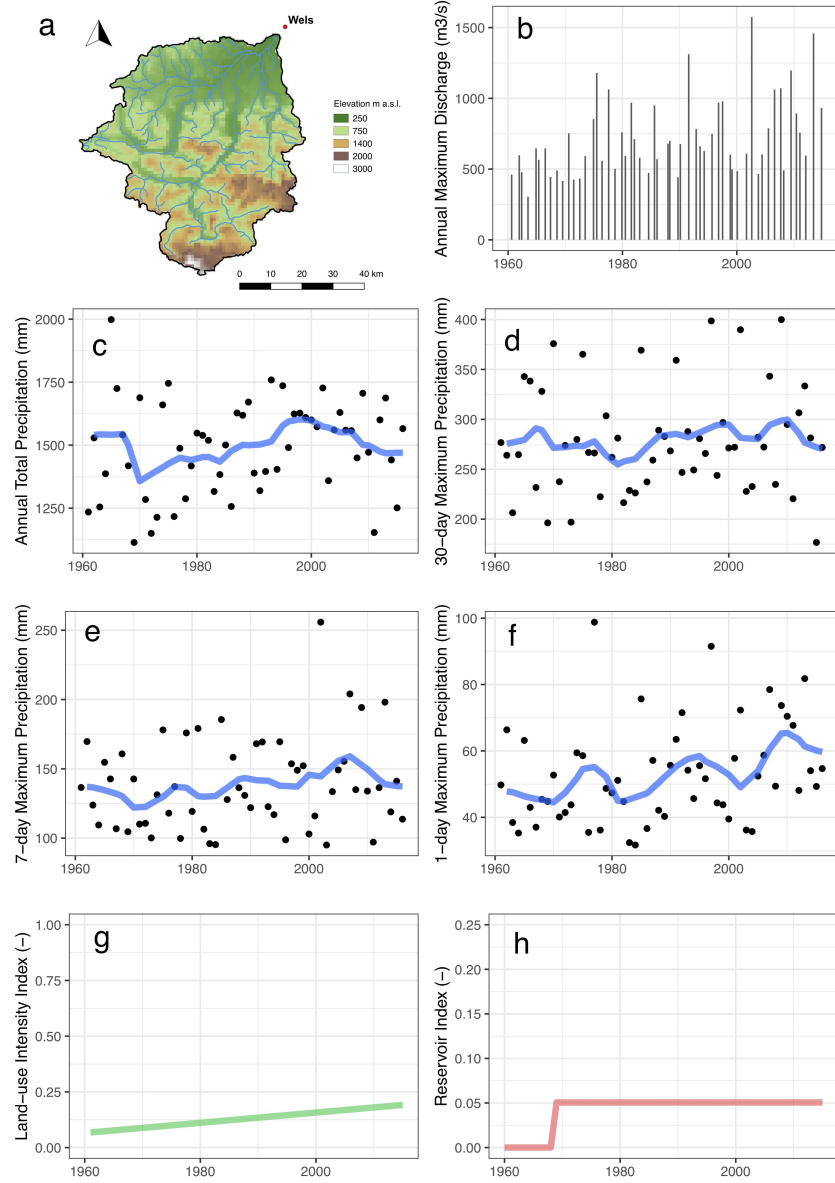 a
Wels
Elevation m a.s.l.
250
750
1400
2000
3000
0 10 20 30 40 km
b
Annual Maximum Discharge (m3/s)
1500
1000
500
0
1960 1980 2000
c
Annual Total Precipitation (mm)
2000
1750
1500
1250
1960 1980 2000
d
30−day Maximum Precipitation (mm)
400
350
300
250
200
1960 1980 2000
e
7−day Maximum Precipitation (mm)
250
200
150
100
1960 1980 2000
f
1−day Maximum Precipitation (mm)
100
80
60
40
1960 1980 2000
g
Land−use Intensity Index (−)
1.00
0.75
0.50
0.25
0.00
1960 1980 2000
h
Reservoir Index (−)
0.25
0.20
0.15
0.10
0.05
0.00
1960 1980 2000